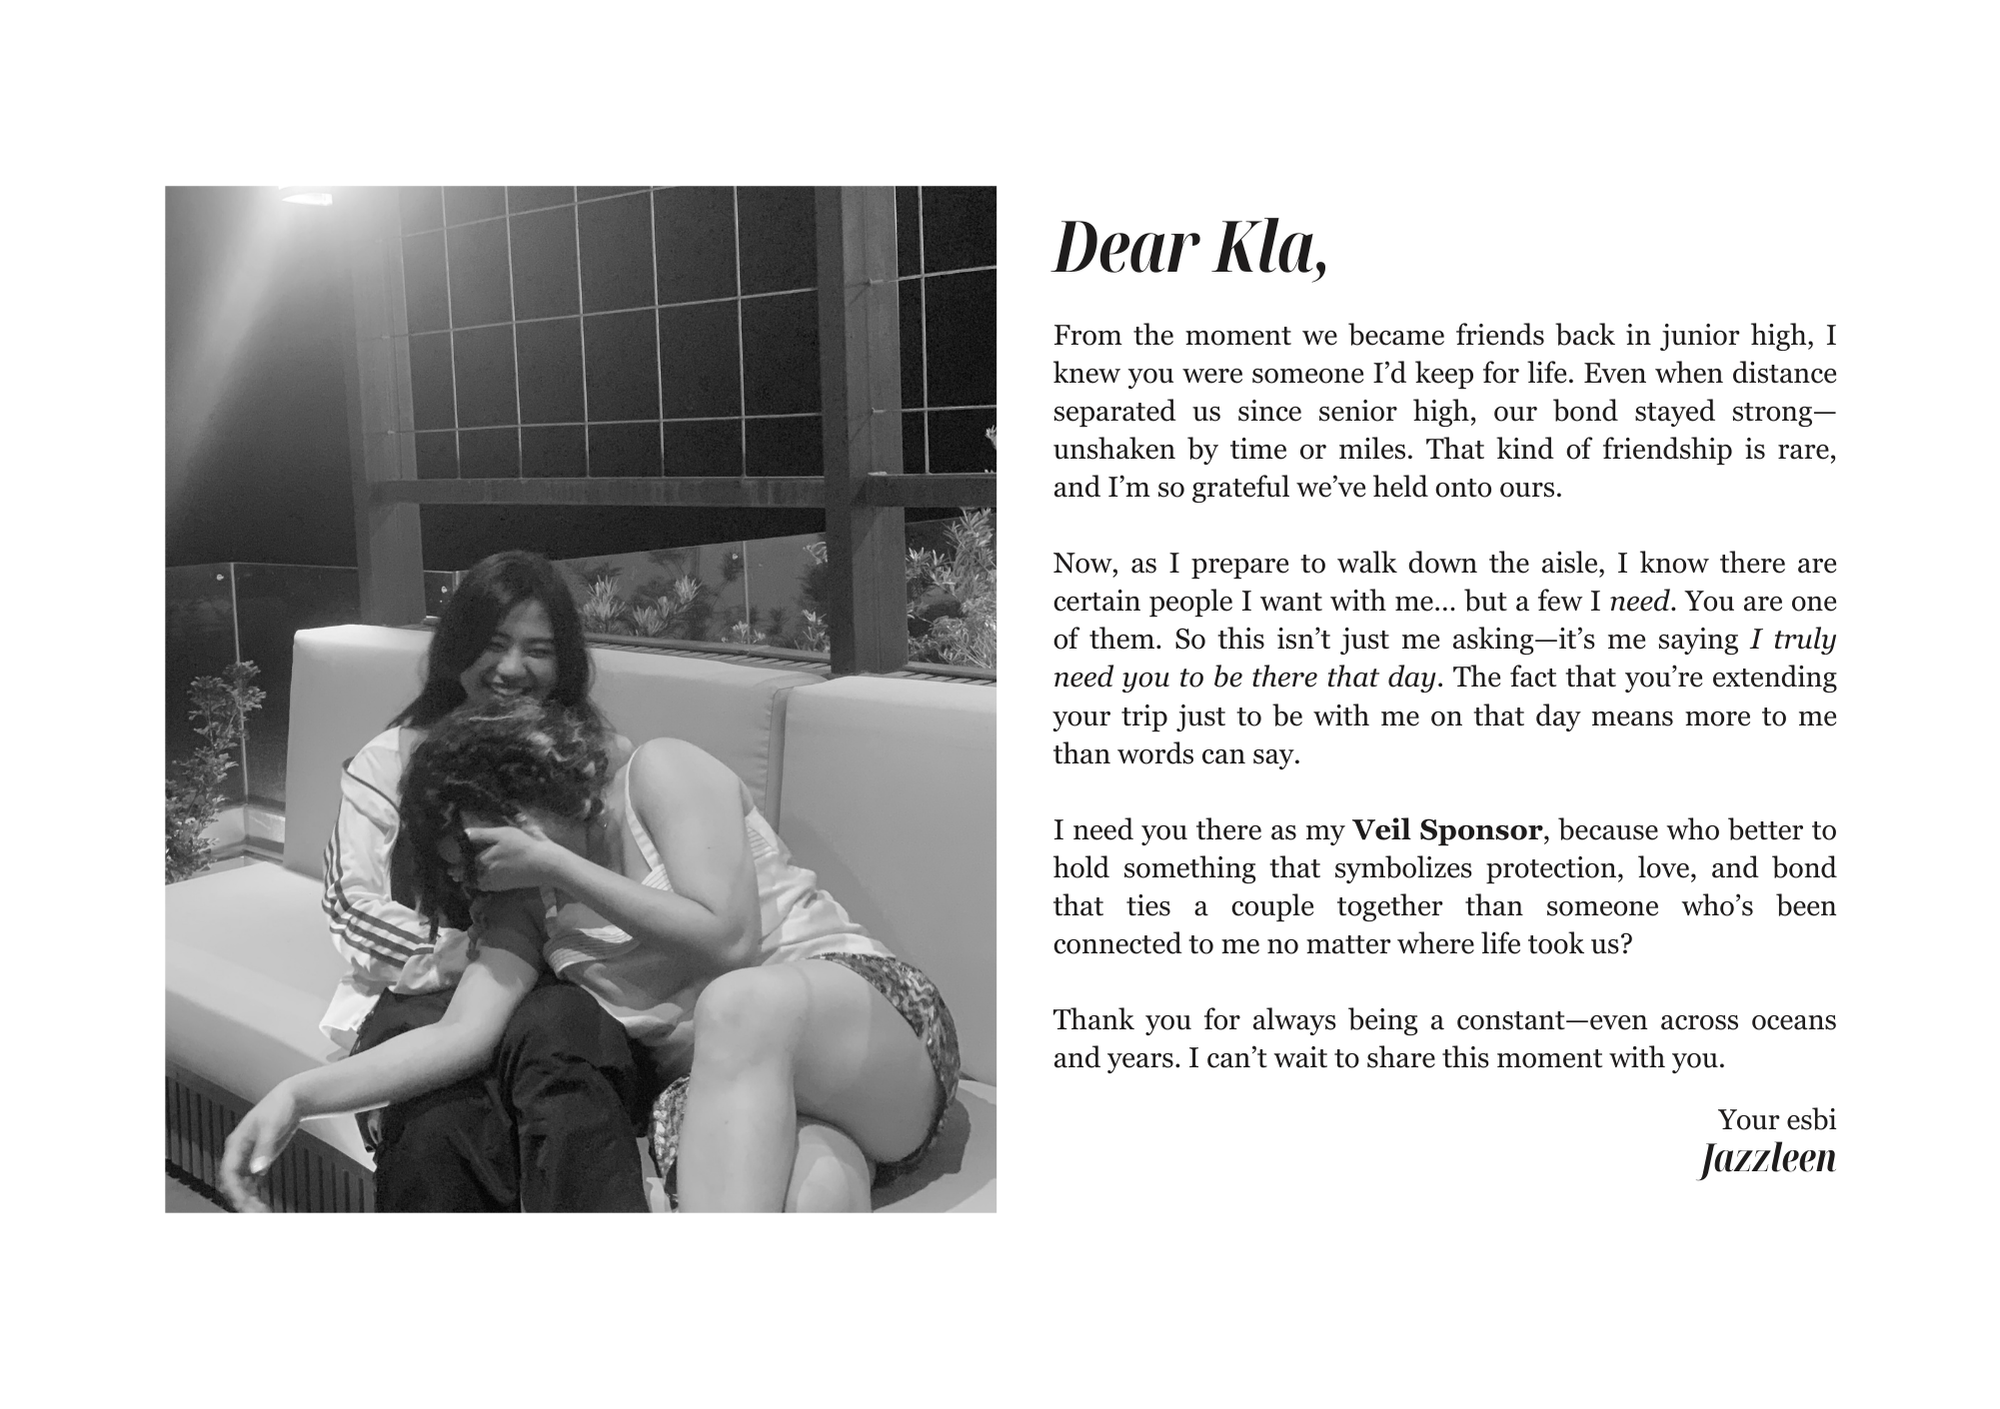 Dear Kla,
From the moment we became friends back in junior high, I
knew you were someone I’d keep for life. Even when distance
separated us since senior high, our bond stayed strong—
unshaken by time or miles. That kind of friendship is rare,
and I’m so grateful we’ve held onto ours.
Now, as I prepare to walk down the aisle, I know there are
certain people I want with me... but a few I need. You are one
of them. So this isn’t just me asking—it’s me saying I truly
need you to be there that day. The fact that you’re extending
your trip just to be with me on that day means more to me
than words can say.
I need you there as my Veil Sponsor, because who better to
hold something that symbolizes protection, love, and bond
that ties a couple together than someone who’s been
connected to me no matter where life took us?
Thank you for always being a constant—even across oceans
and years. I can’t wait to share this moment with you.
Your esbi
Jazzleen